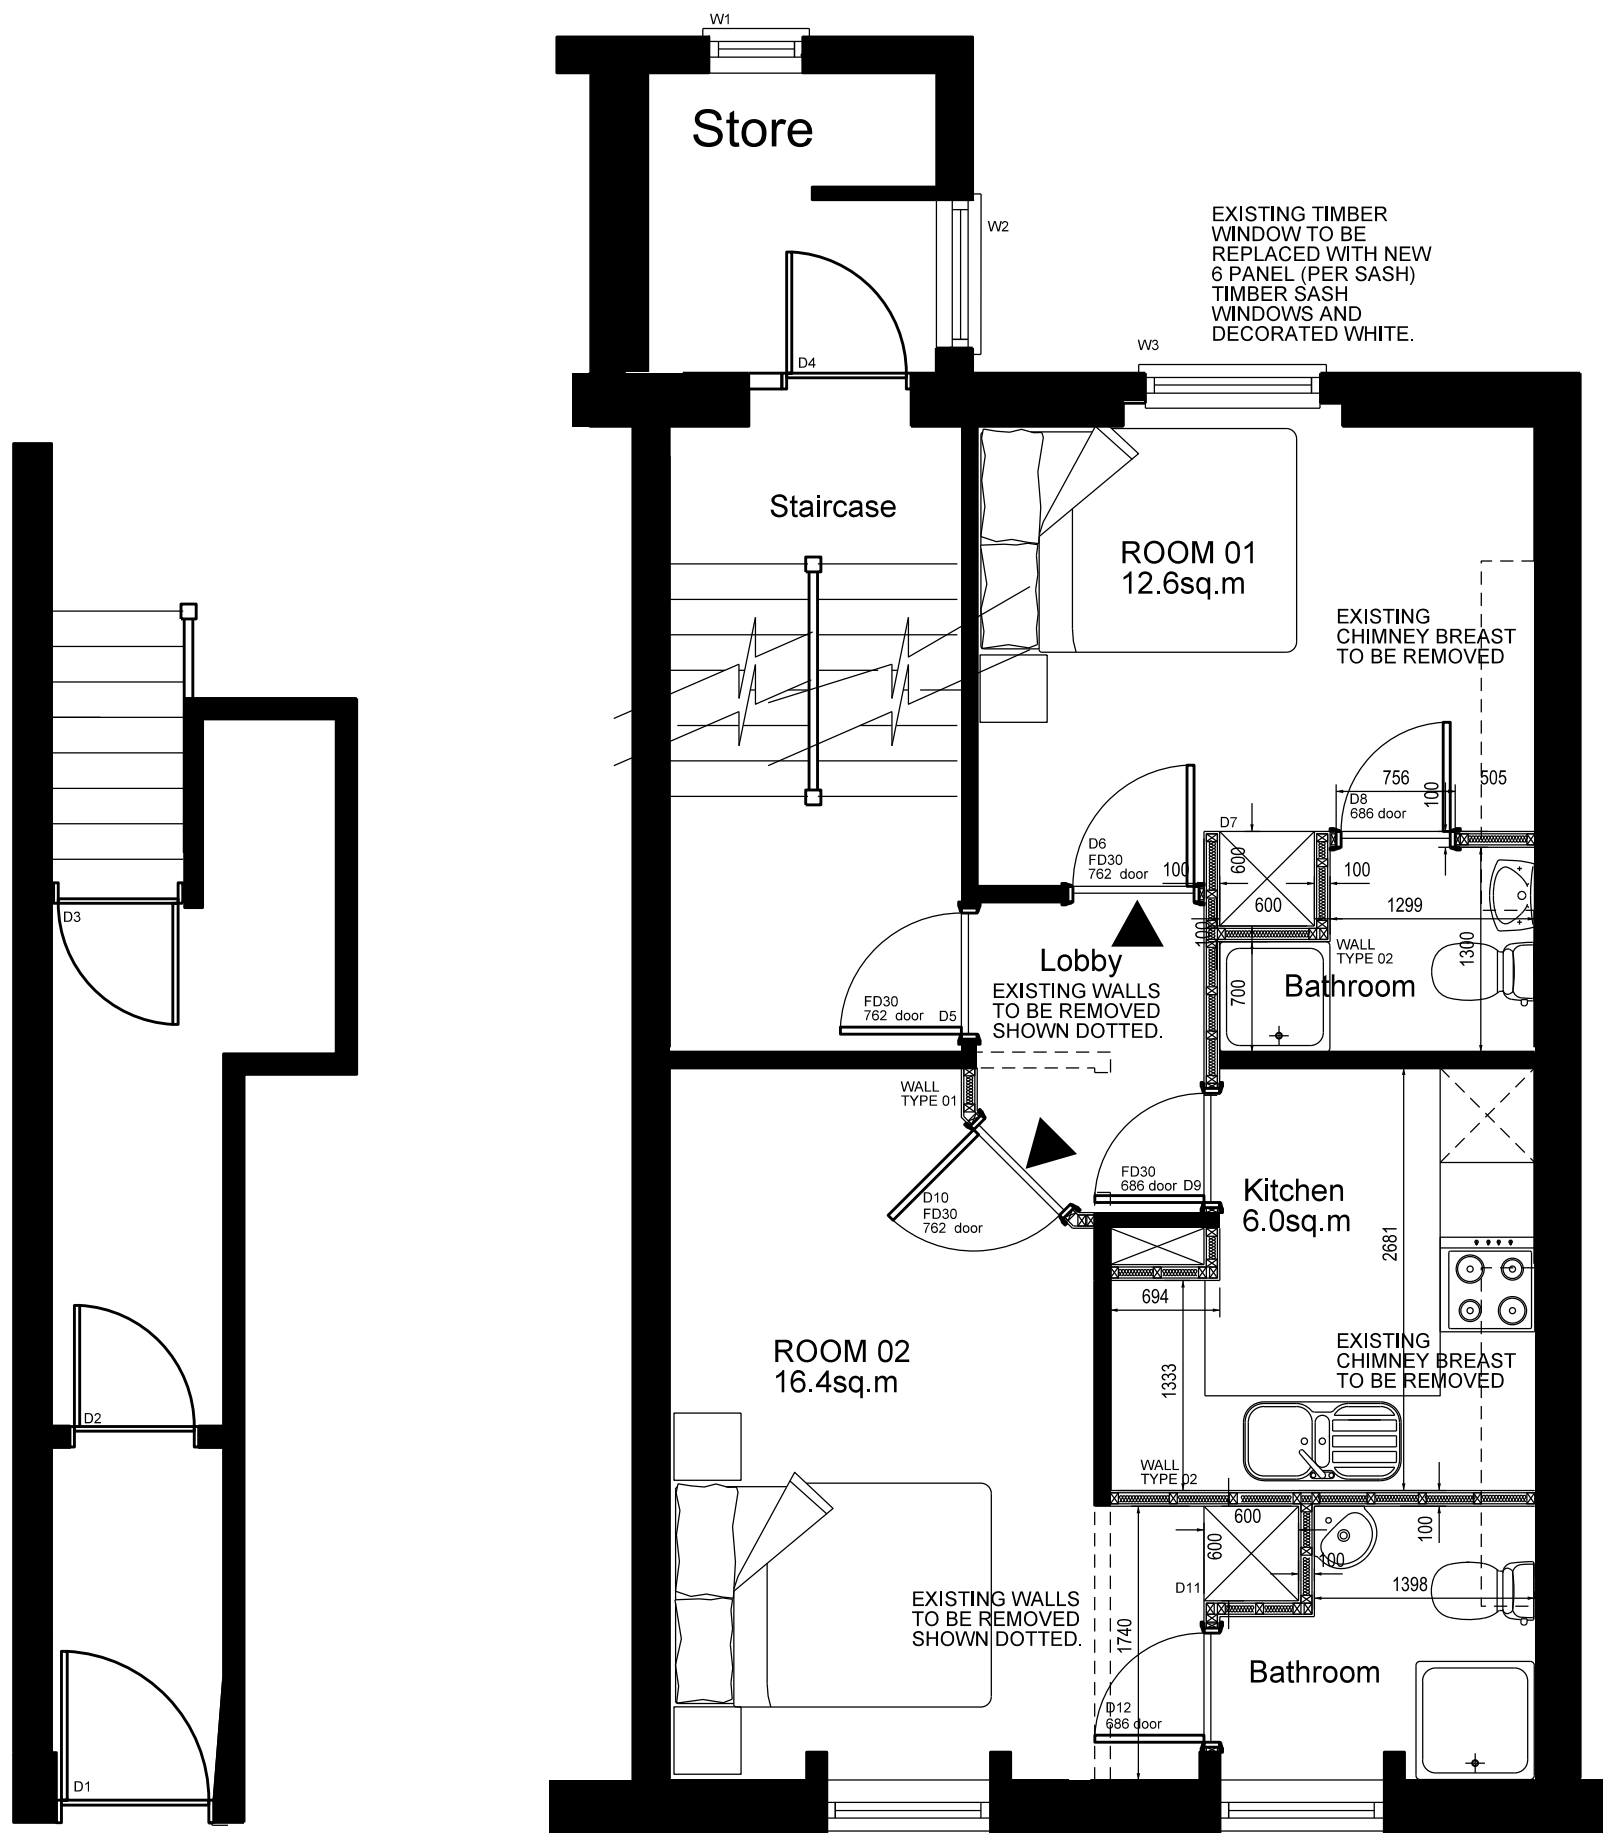 W1
Store
W2
EXISTING TIMBER
WINDOW TO BE
REPLACED WITH NEW
6 PANEL (PER SASH)
TIMBER SASH
WINDOWS AND
DECORATED WHITE.
W3
D4
Staircase
ROOM 01
12.6sq.m
EXISTING
CHIMNEY BREAST
TO BE REMOVED
756
505
100
D8
686 door
D7
D6
FD30
762 door
100
600
100
600
1299
100
WALL
TYPE 02
1300
D3
Lobby
EXISTING WALLS
TO BE REMOVED
SHOWN DOTTED.
Bathroom
700
FD30
762 door D5
WALL
TYPE 01
FD30
686 door D9
D10
FD30
762 door
Kitchen
6.0sq.m
2681
694
ROOM 02
16.4sq.m
1333
EXISTING
CHIMNEY BREAST
TO BE REMOVED
D2
WALL
TYPE 02
600
600
100
100
D11
1398
EXISTING WALLS
TO BE REMOVED
SHOWN DOTTED.
1740
Bathroom
D12
686 door
D1